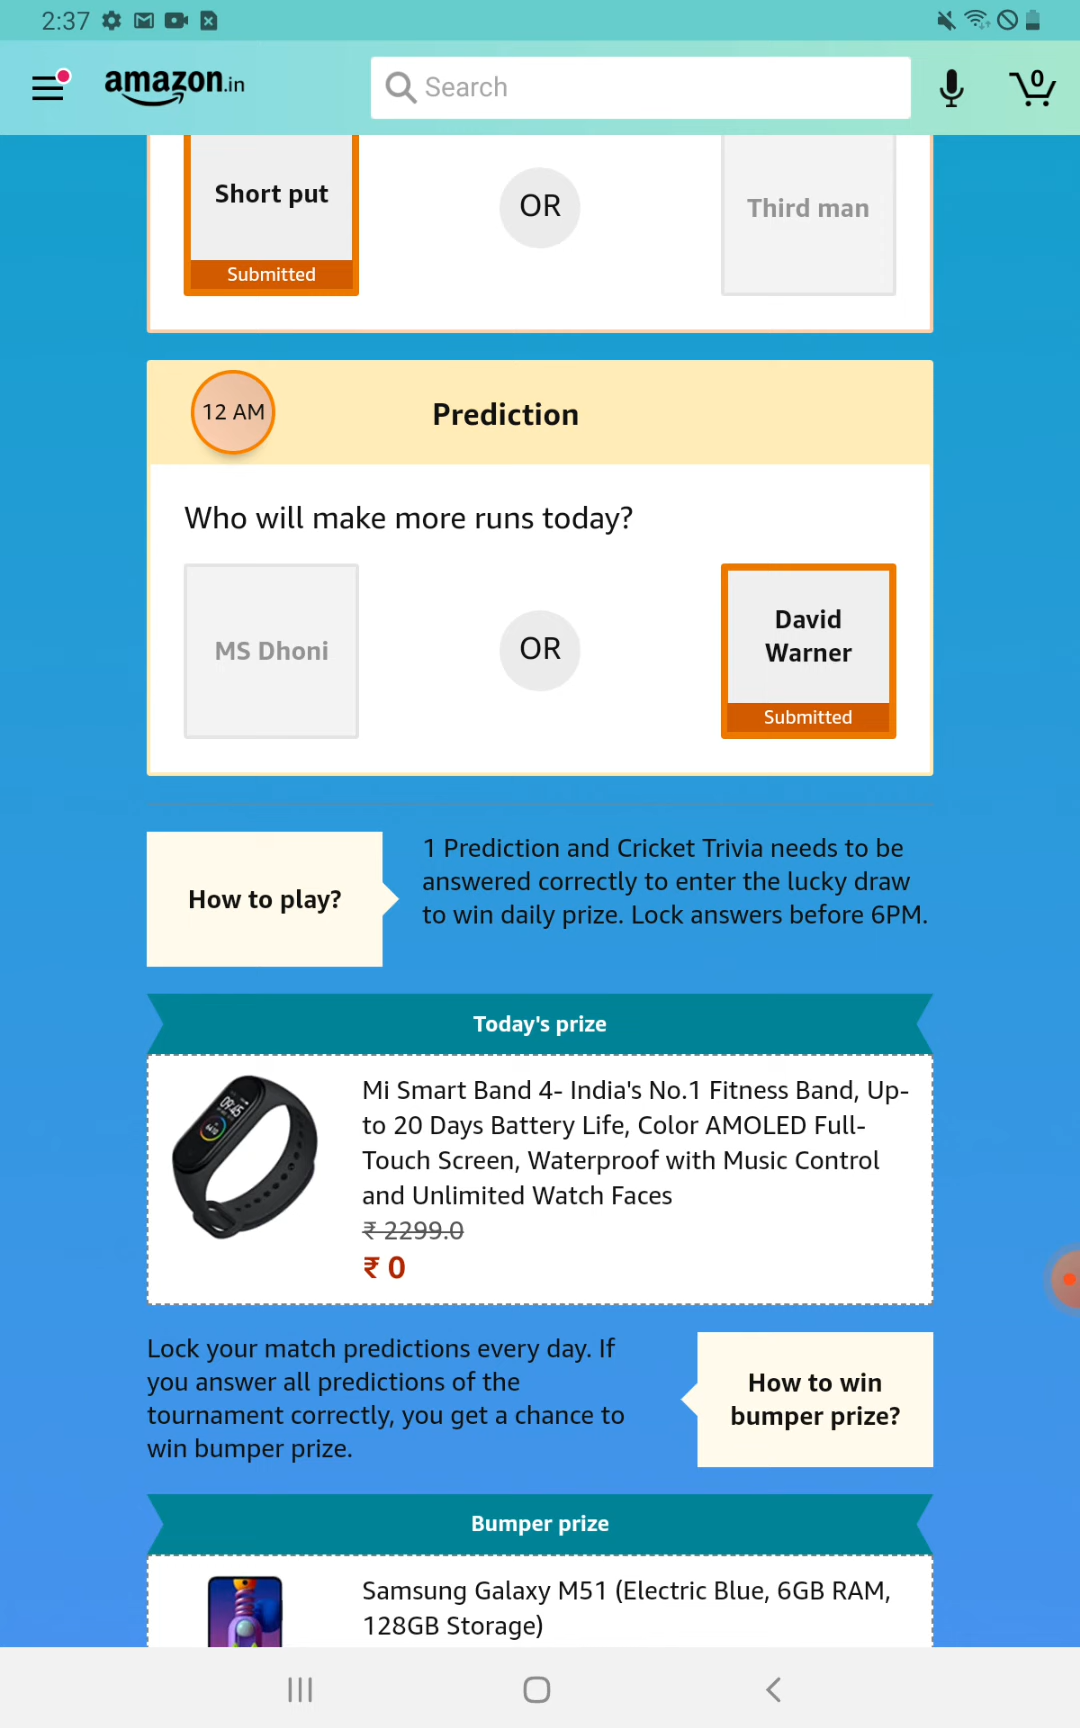 2:37
amazon.in
Search
0
Short put
OR
Third man
Submitted
12 AM
Prediction
Who will make more runs today?
MS Dhoni
OR
David
Warner
Submitted
How to play?
1 Prediction and Cricket Trivia needs to be
answered correctly to enter the lucky draw
to win daily prize. Lock answers before 6PM.
Today's prize
Mi Smart Band 4- India's No.1 Fitness Band, Up-
to 20 Days Battery Life, Color AMOLED Full-
Touch Screen, Waterproof with Music Control
and Unlimited Watch Faces
₹ 2299.0
₹ 0
09:45
Lock your match predictions every day. If
you answer all predictions of the
tournament correctly, you get a chance to
win bumper prize.
How to win
bumper prize?
Bumper prize
Samsung Galaxy M51 (Electric Blue, 6GB RAM,
128GB Storage)